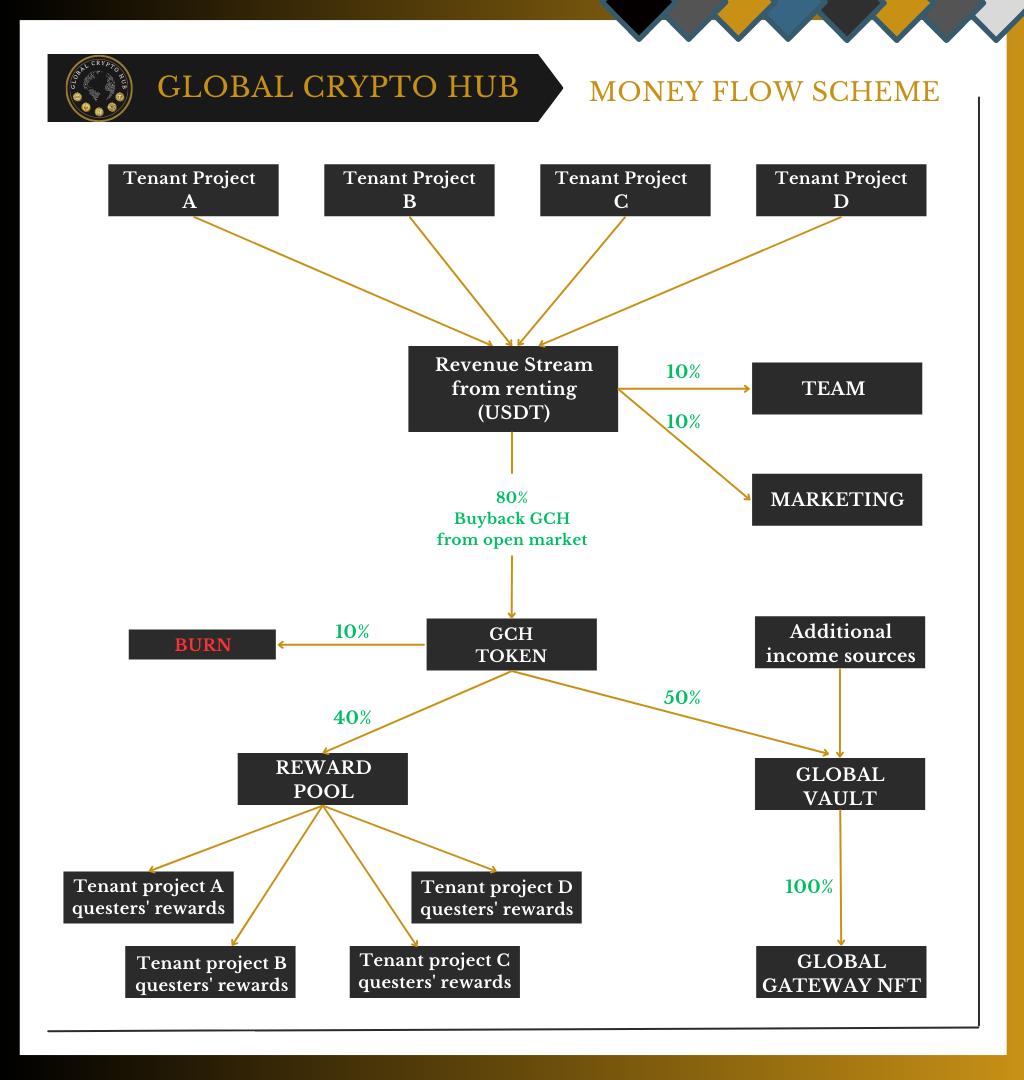 GLOBAL CRYPTO HUB
GLOBAL CRYPTO HUB
MONEY FLOW SCHEME
Tenant Project
A
Tenant Project
B
Tenant Project
C
Tenant Project
D
Revenue Stream
from renting
(USDT)
10%
TEAM
10%
MARKETING
80%
Buyback GCH
from open market
BURN
10%
GCH
TOKEN
Additional
income sources
40%
50%
REWARD
POOL
GLOBAL
VAULT
Tenant project A
questers' rewards
Tenant project D
questers' rewards
100%
Tenant project B
questers' rewards
Tenant project C
questers' rewards
GLOBAL
GATEWAY NFT